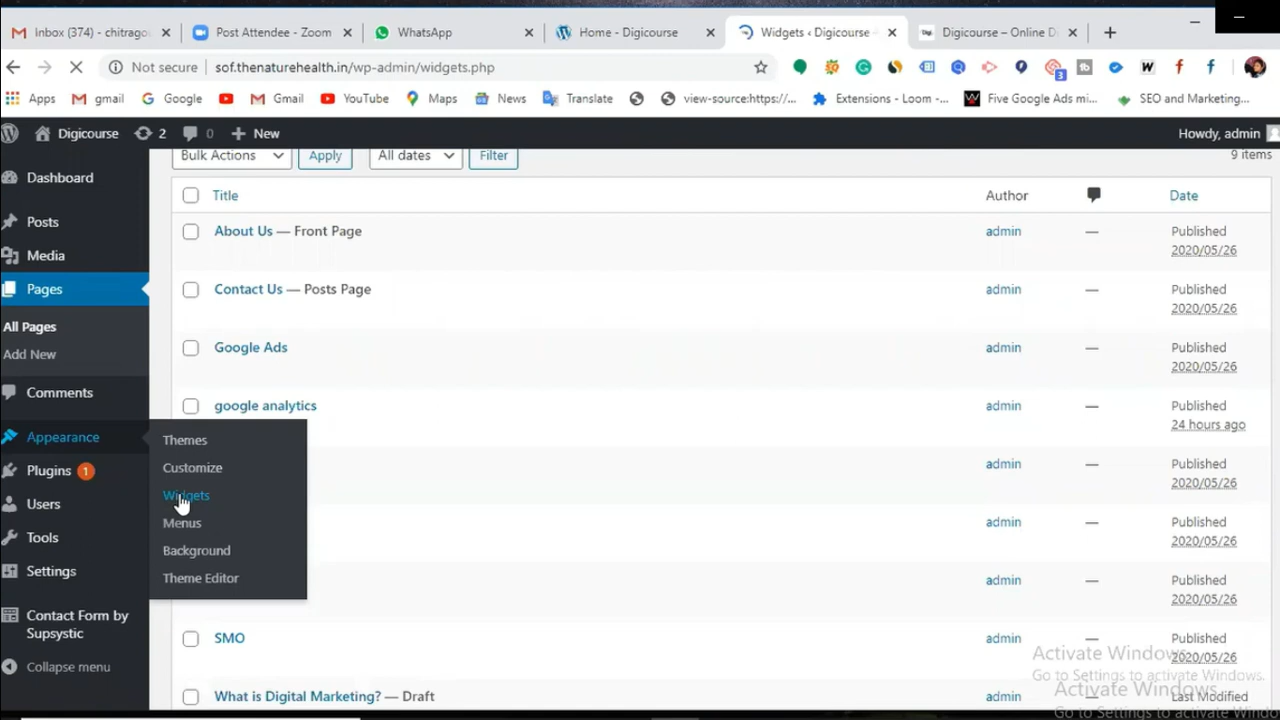 Inbox (374) - chitrago
Post Attendee - Zoom
WhatsApp
Home - Digicourse
Widgets ‹ Digicourse
Digicourse – Online D
Not secure
sof.thenaturehealth.in/wp-admin/widgets.php
3
Apps
gmail
Google
Gmail
YouTube
Maps
News
Translate
view-source:https://...
Extensions - Loom -...
Five Google Ads mi...
SEO and Marketing...
Digicourse
2
0
New
Howdy, admin
Dashboard
Posts
Media
Pages
All Pages
Add New
Comments
Appearance
Plugins 1
Users
Tools
Settings
Contact Form by
Supsystic
Collapse menu
Themes
Customize
Widgets
Menus
Background
Theme Editor
Bulk Actions
Apply
All dates
Filter
9 items
Title
Author
Date
About Us — Front Page
admin
—
Published
2020/05/26
Contact Us — Posts Page
admin
—
Published
2020/05/26
Google Ads
admin
—
Published
2020/05/26
google analytics
admin
—
Published
24 hours ago
admin
—
Published
2020/05/26
admin
—
Published
2020/05/26
admin
—
Published
2020/05/26
SMO
admin
—
Published
2020/05/26
What is Digital Marketing? — Draft
admin
—
Last Modified
Activate Windows
Go to Settings to activate Windows.
Activate Windows
Go to Settings to activate Windo